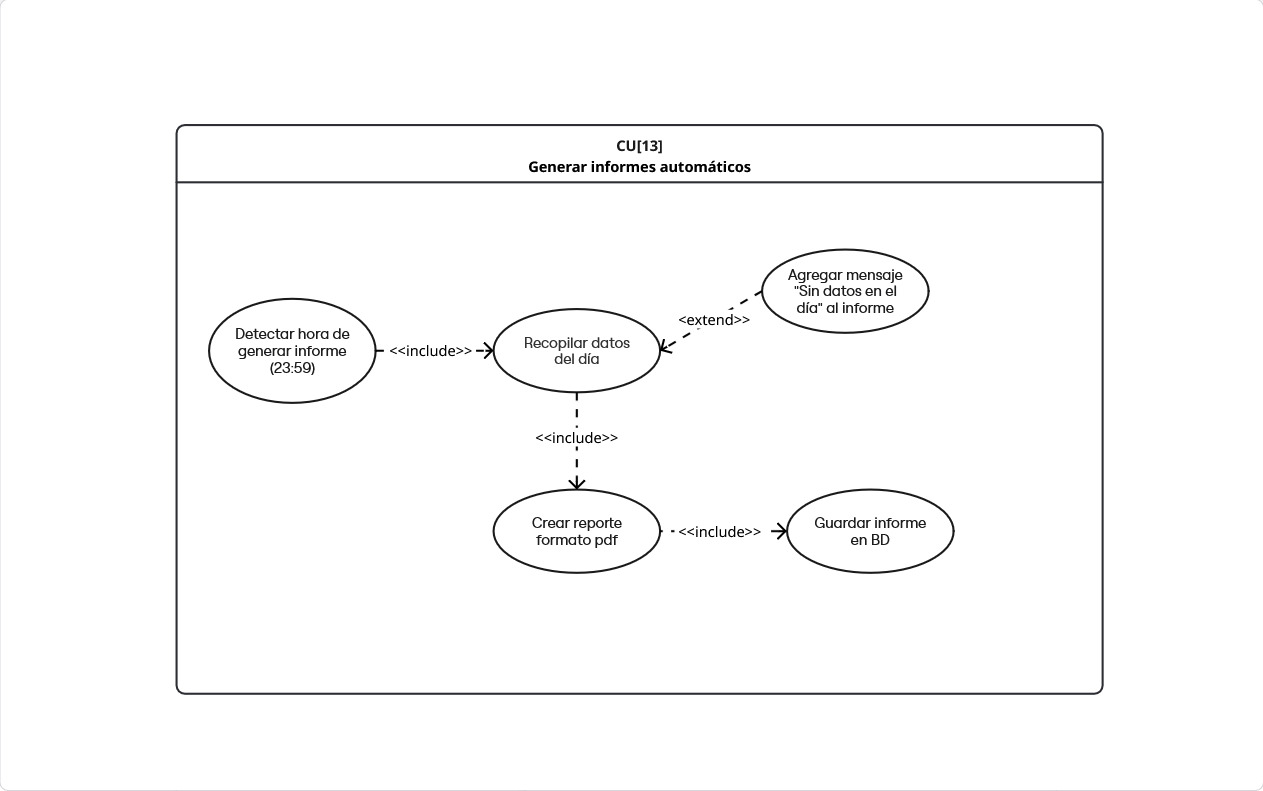 CU[13]
Generar informes automáticos
Agregar mensaje
"Sin datos en el
día" al informe
<extend>>
Detectar hora de
generar informe
(23:59)
<<include>>
Recopilar datos
del día
<<include>>
Crear reporte
formato pdf
<<include>>
Guardar informe
en BD